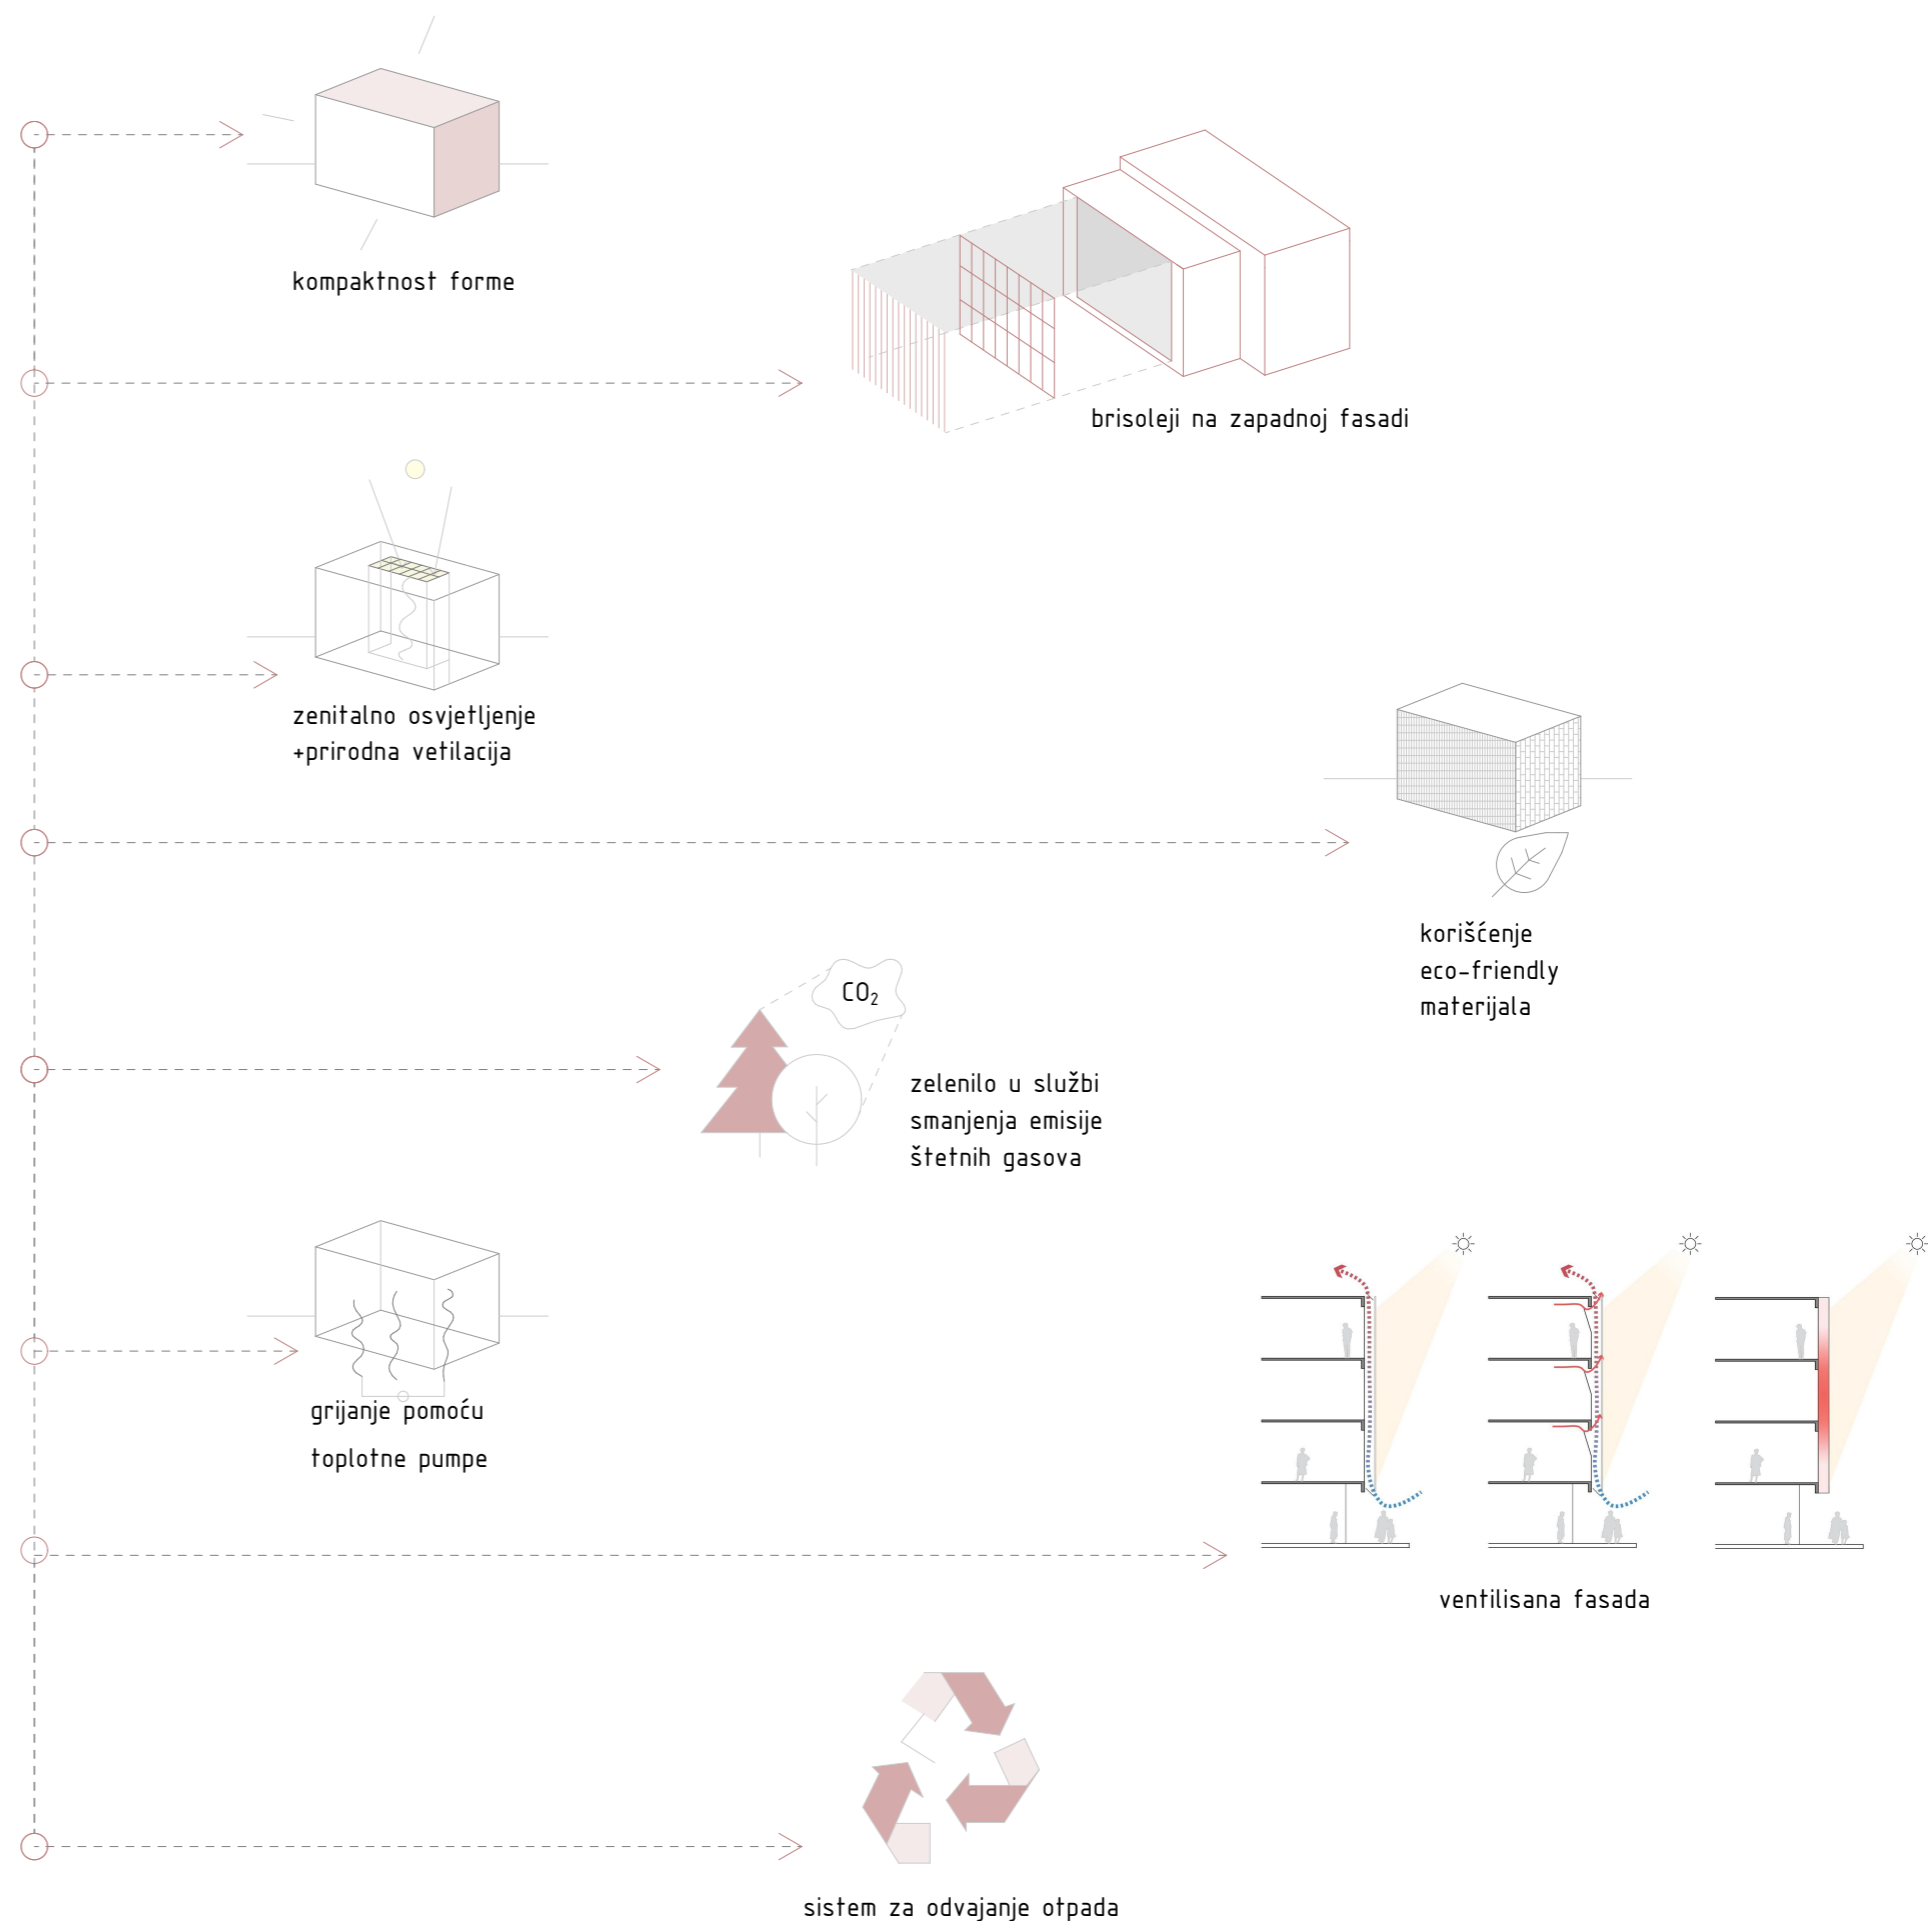 kompaktnost forme
brisoleji na zapadnoj fasadi
zenitalno osvjetljenje
+prirodna vetilacija
korišćenje
eco-friendly
materijala
CO₂
zelenilo u službi
smanjenja emisije
štetnih gasova
grijanje pomoću
toplotne pumpe
ventilisana fasada
sistem za odvajanje otpada